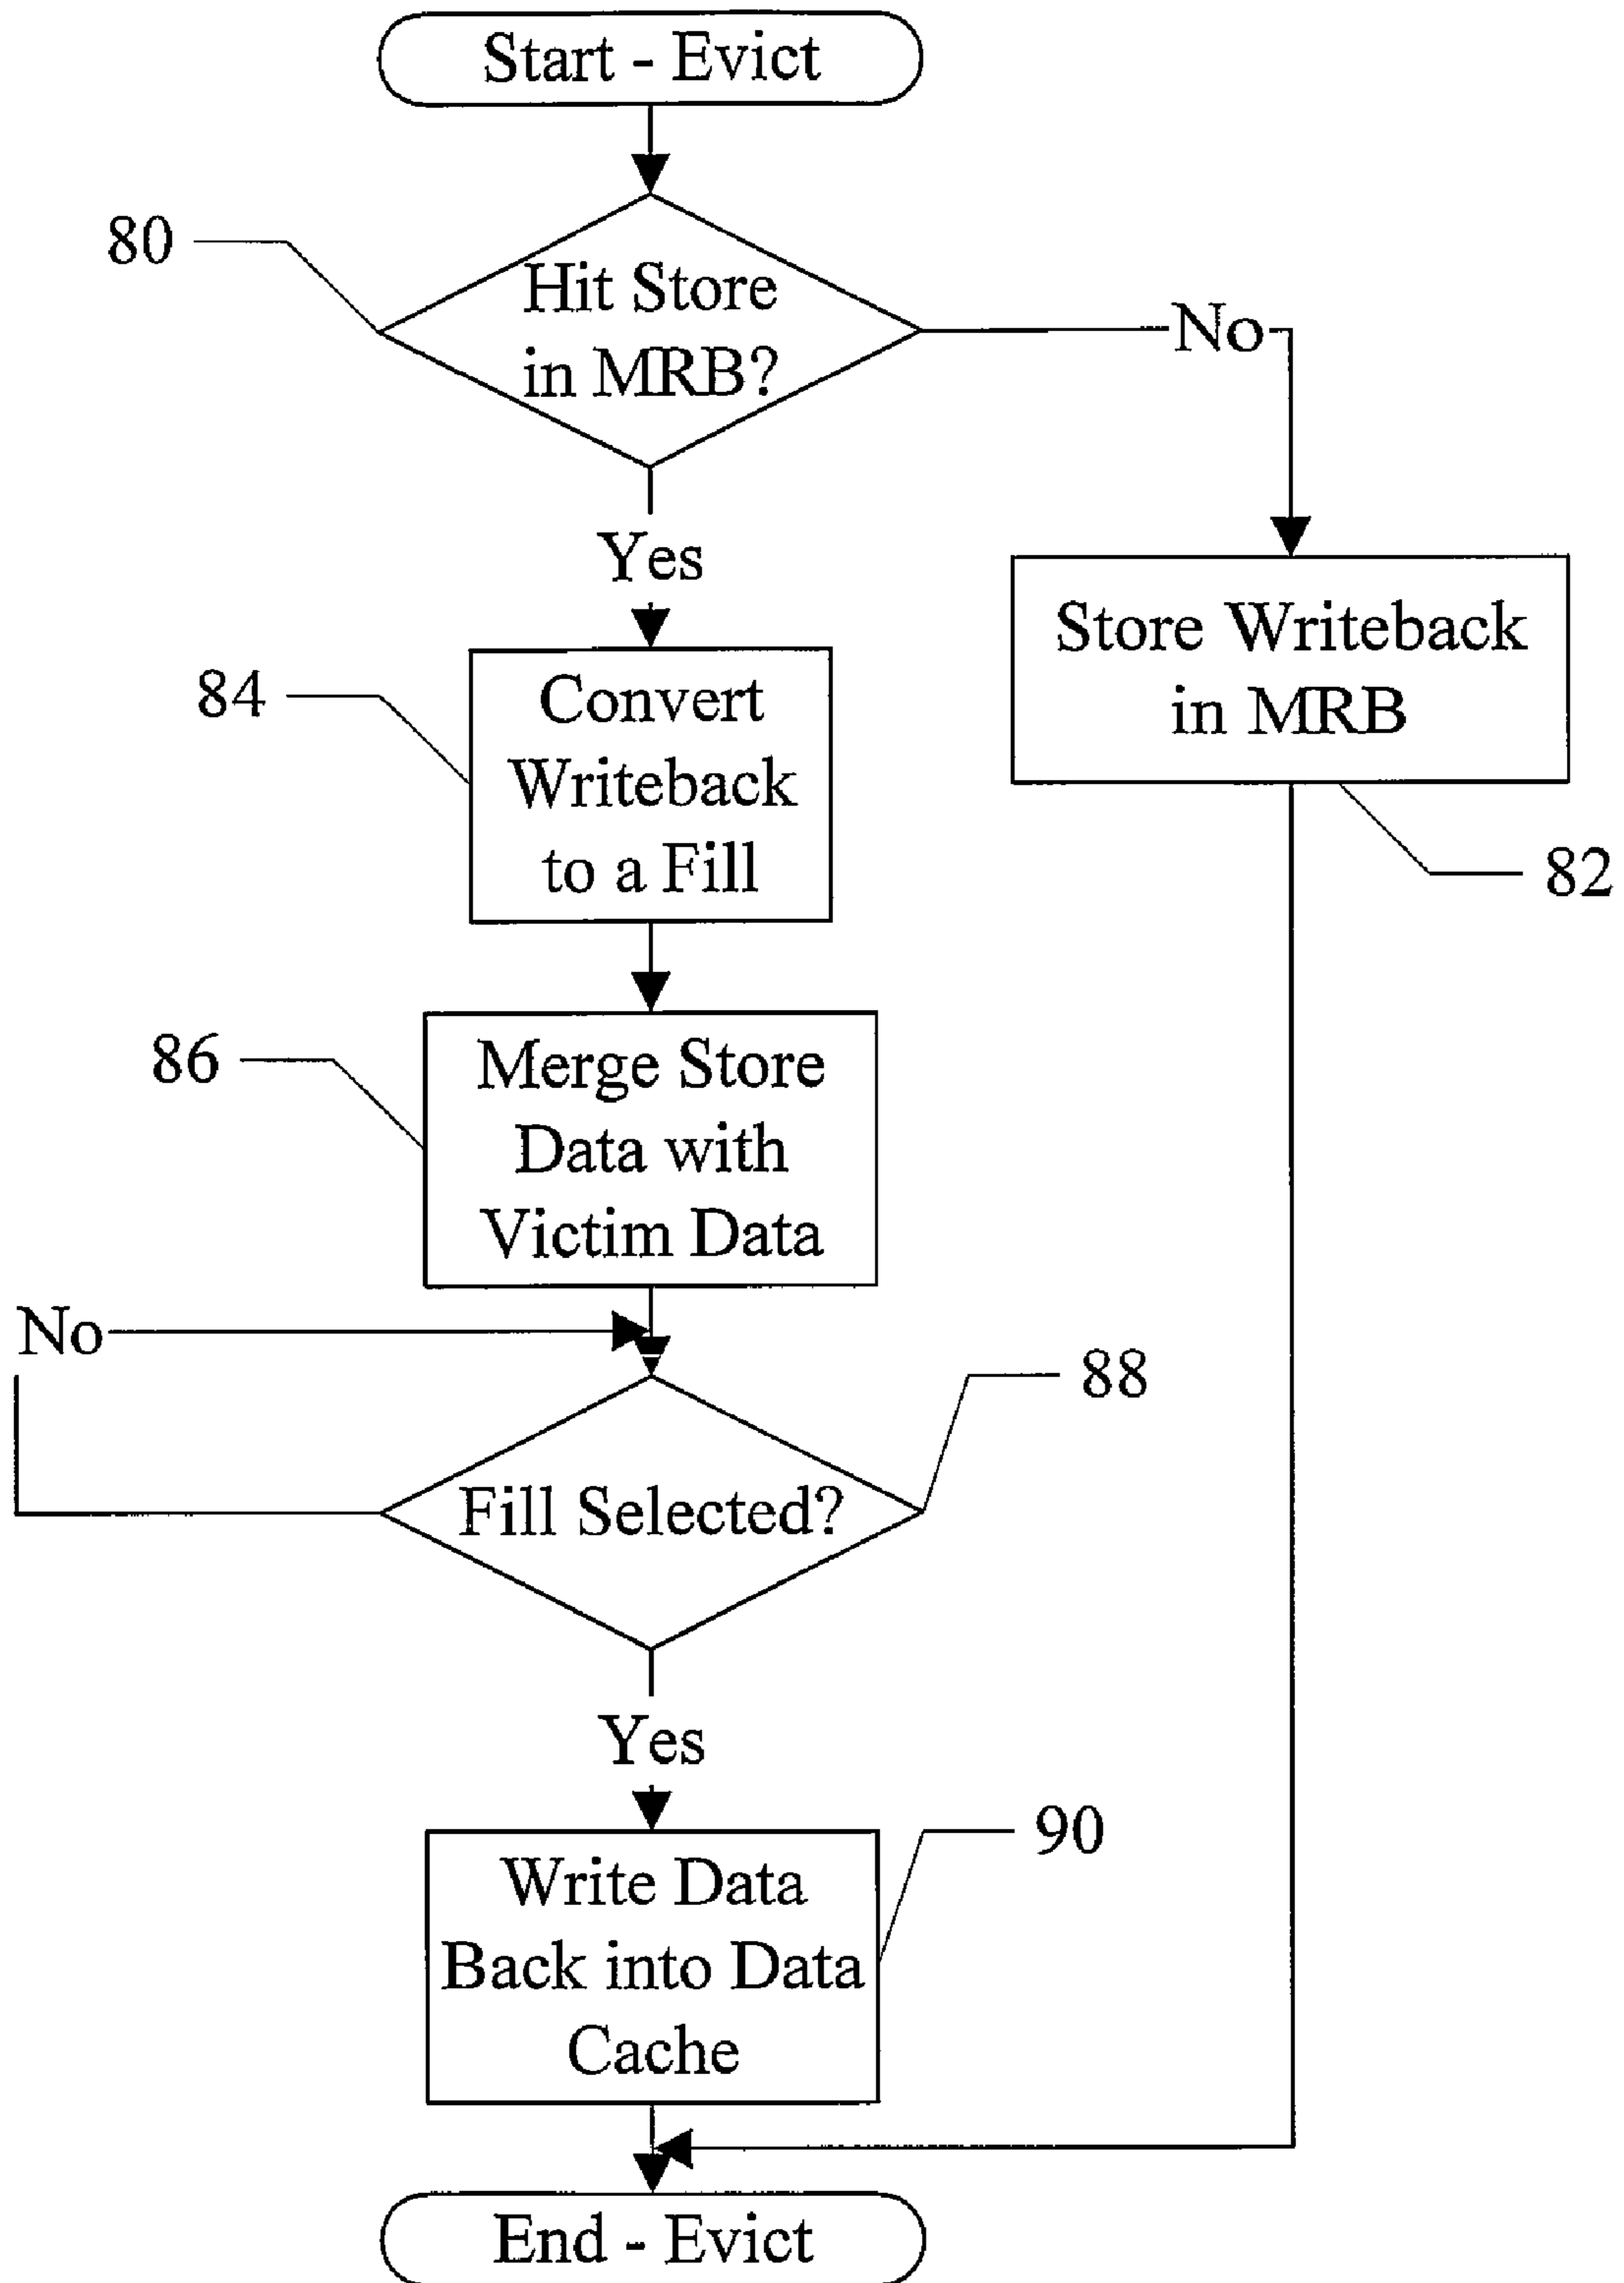 Start - Evict
80
Hit Store
in MRB?
No
Yes
Store Writeback
in MRB
82
84
Convert
Writeback
to a Fill
86
Merge Store
Data with
Victim Data
No
88
Fill Selected?
Yes
90
Write Data
Back into Data
Cache
End - Evict